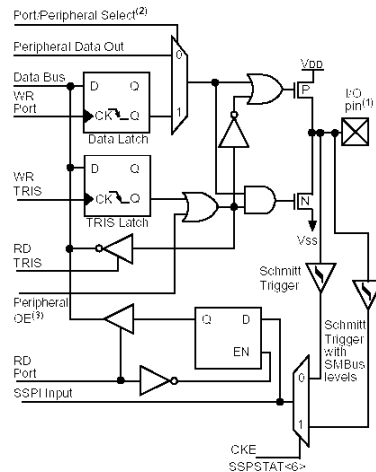 Port/Peripheral Select(2)
Peripheral Data Out
Data Bus
WR
Port
D Q
CK Q
Data Latch
0
1
VDD
P
I/O
pin(1)
WR
TRIS
D Q
CK Q
TRIS Latch
N
Vss
RD
TRIS
Schmitt
Trigger
Peripheral
OE(3)
Q D
EN
Schmitt
Trigger
with
SMBus
levels
RD
Port
SSPI Input
0
1
CKE
SSPSTAT<6>